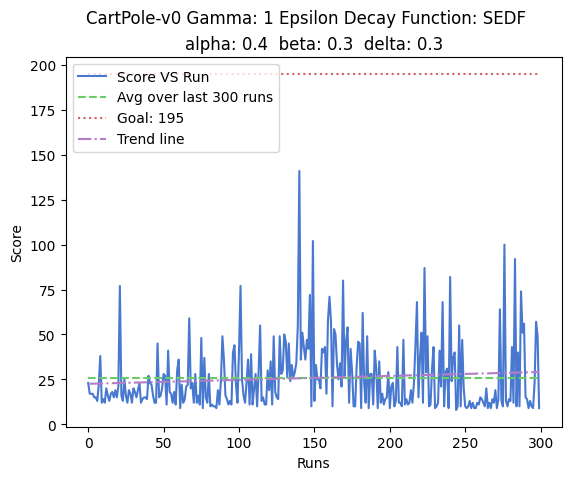 CartPole-v0 Gamma: 1 Epsilon Decay Function: SEDF
alpha: 0.4  beta: 0.3  delta: 0.3
Score VS Run
Avg over last 300 runs
Goal: 195
Trend line
200
175
150
125
100
75
50
25
0
Score
0
50
100
150
200
250
300
Runs